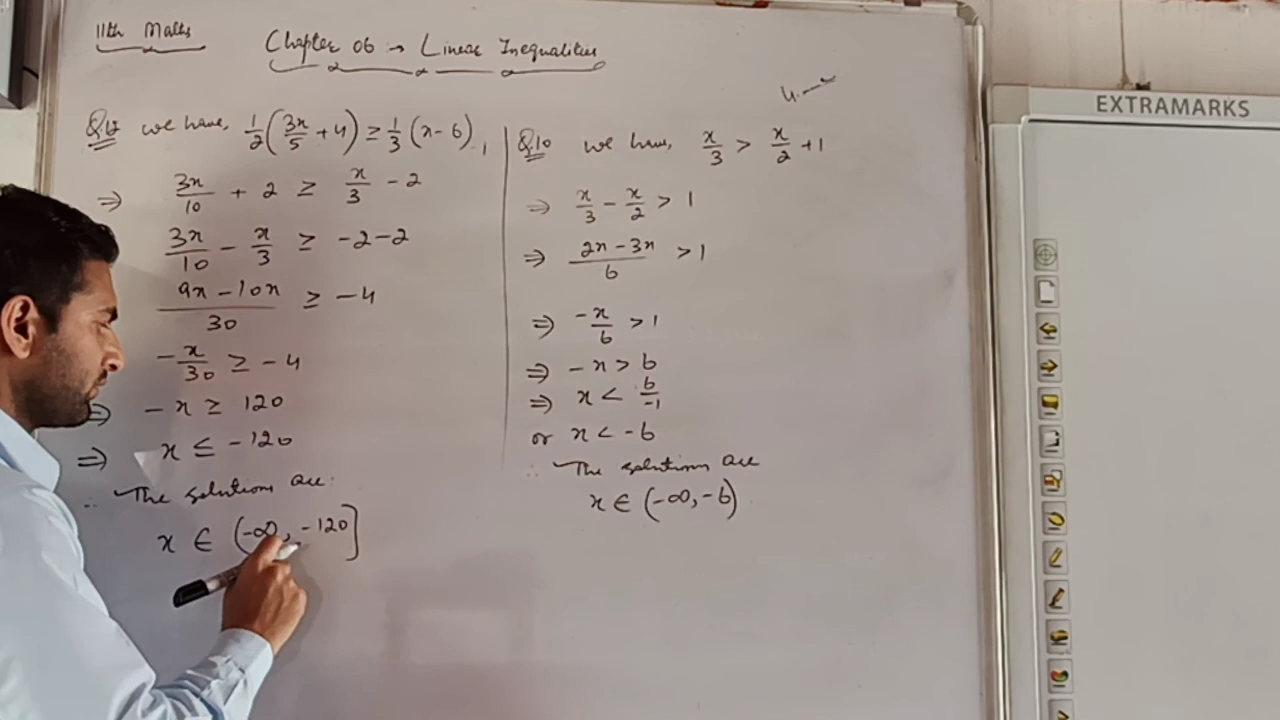 11th Maths
Chapter 06 → Linear Inequalities
Q12 we have, 1/2(3x/5 + 4) ≥ 1/3 (x - 6),
⇒ 3x/10 + 2 ≥ x/3 - 2
3x/10 - x/3 ≥ -2-2
9x - 10x/30 ≥ -4
-x/30 ≥ -4
⇒ -x ≥ 120
⇒ x ≤ -120
∴ The solutions are:
x ∈ (-∞, -120]
Q10 we have, x/3 > x/2 + 1
⇒ x/3 - x/2 > 1
⇒ 2x - 3x/6 > 1
⇒ -x/6 > 1
⇒ -x > 6
⇒ x < 6/-1
or x < -6
∴ The solutions are
x ∈ (-∞, -6)
EXTRAMARKS